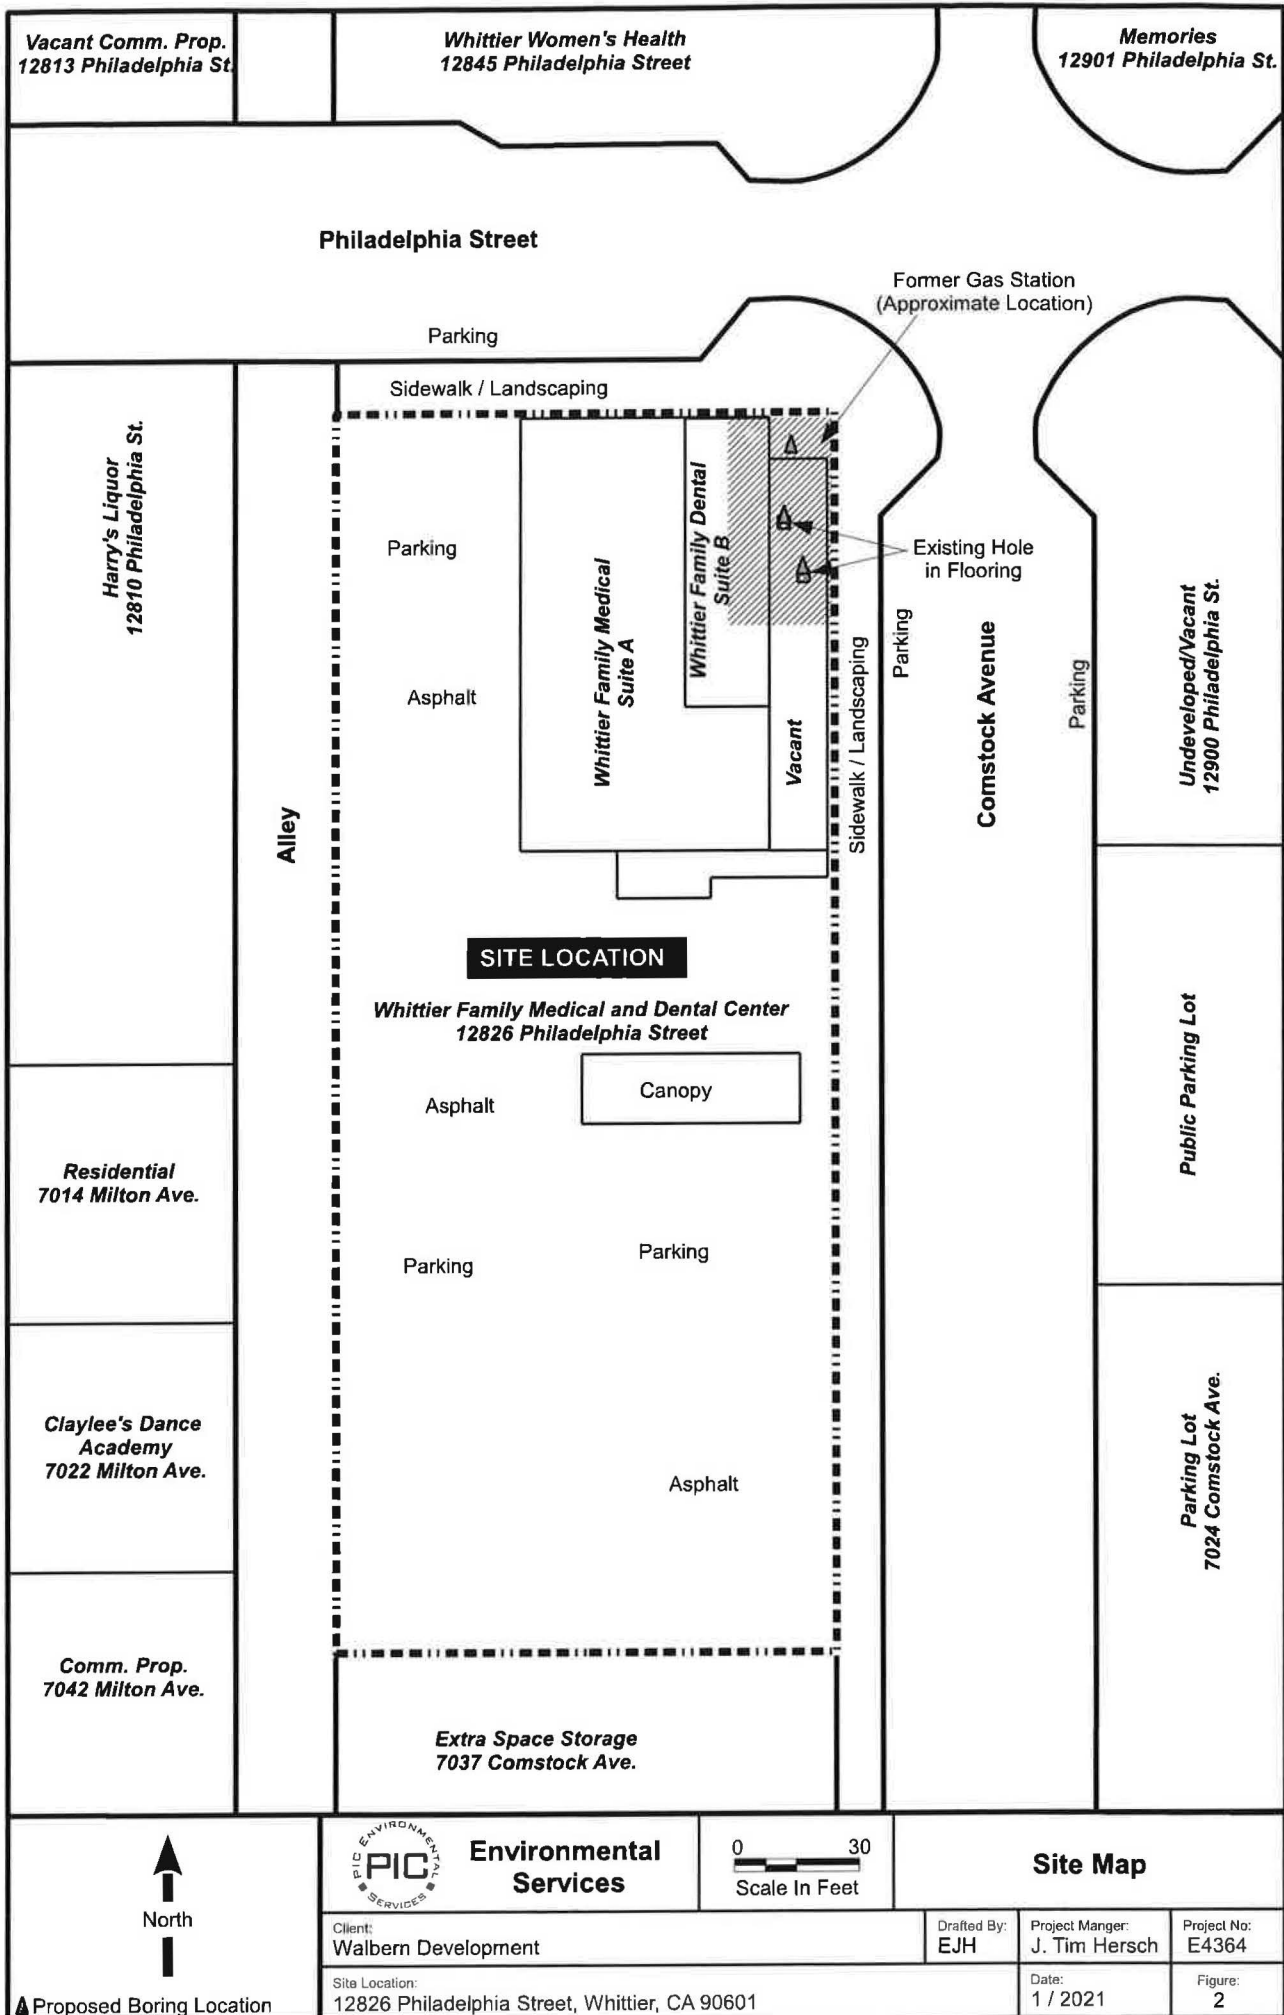 Vacant Comm. Prop.
12813 Philadelphia St.
Whittier Women's Health
12845 Philadelphia Street
Memories
12901 Philadelphia St.
Philadelphia Street
Former Gas Station
(Approximate Location)
Parking
Sidewalk / Landscaping
Harry's Liquor
12810 Philadelphia St.
Parking
Asphalt
Whittier Family Medical
Suite A
Whittier Family Dental
Suite B
Existing Hole
in Flooring
Vacant
Sidewalk / Landscaping
Parking
Comstock Avenue
Parking
Undeveloped/Vacant
12900 Philadelphia St.
Alley
SITE LOCATION
Whittier Family Medical and Dental Center
12826 Philadelphia Street
Canopy
Asphalt
Public Parking Lot
Residential
7014 Milton Ave.
Parking
Parking
Claylee's Dance
Academy
7022 Milton Ave.
Asphalt
Parking Lot
7024 Comstock Ave.
Comm. Prop.
7042 Milton Ave.
Extra Space Storage
7037 Comstock Ave.
North
Proposed Boring Location
PIC ENVIRONMENTAL
PIC
SERVICES
Environmental
Services
0 30
Scale In Feet
Site Map
Client:
Walbern Development
Drafted By:
EJH
Project Manger:
J. Tim Hersch
Project No:
E4364
Site Location:
12826 Philadelphia Street, Whittier, CA 90601
Date:
1 / 2021
Figure:
2